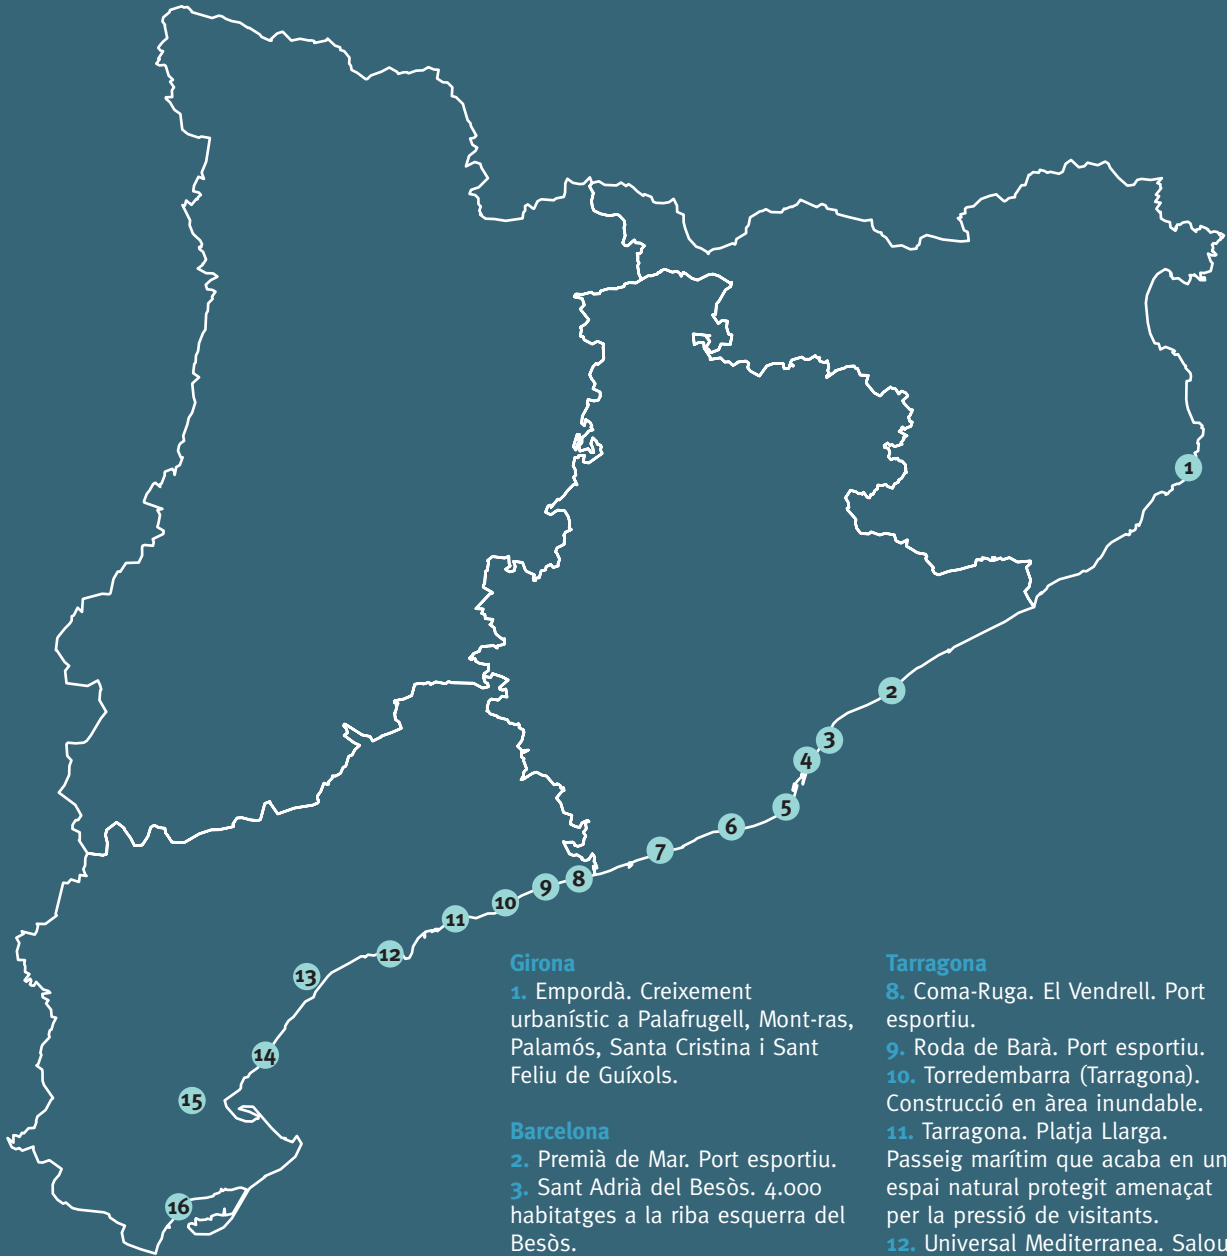 1
2
3
4
5
6
7
8
9
10
11
12
13
14
15
16
Girona
1. Empordà. Creixement
urbanístic a Palafrugell, Mont-ras,
Palamós, Santa Cristina i Sant
Feliu de Guíxols.
Barcelona
2. Premià de Mar. Port esportiu.
3. Sant Adrià del Besòs. 4.000
habitatges a la riba esquerra del
Besòs.
Tarragona
8. Coma-Ruga. El Vendrell. Port
esportiu.
9. Roda de Barà. Port esportiu.
10. Torredembarra (Tarragona).
Construcció en àrea inundable.
11. Tarragona. Platja Llarga.
Passeig marítim que acaba en un
espai natural protegit amenaçat
per la pressió de visitants.
12. Universal Mediterranea. Salou